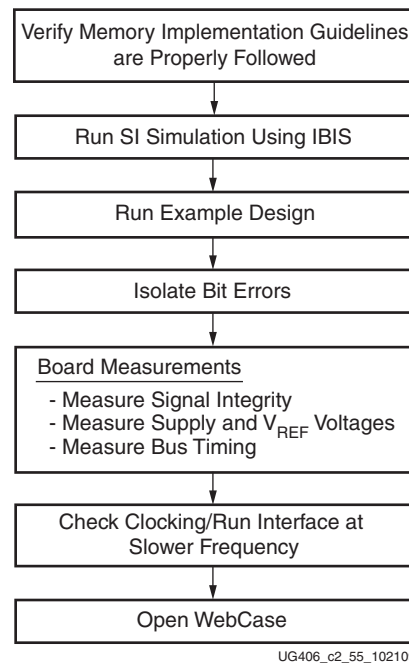 Verify Memory Implementation Guidelines
are Properly Followed
Run SI Simulation Using IBIS
Run Example Design
Isolate Bit Errors
Board Measurements
- Measure Signal Integrity
- Measure Supply and VREF Voltages
- Measure Bus Timing
Check Clocking/Run Interface at
Slower Frequency
Open WebCase
UG406_c2_55_10210